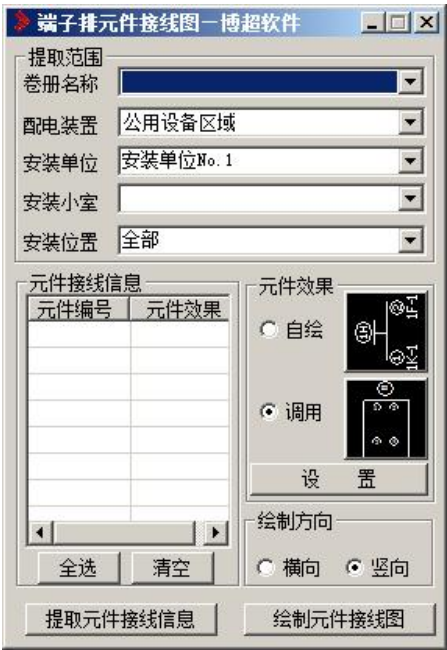 端子排元件接线图－博超软件
提取范围
卷册名称
配电装置 公用设备区域
安装单位 安装单位No.1
安装小室
安装位置 全部
元件接线信息
元件编号 元件效果
全选 清空
元件效果
自绘
1F-1
1K-1
调用
设 置
绘制方向
横向 竖向
提取元件接线信息 绘制元件接线图